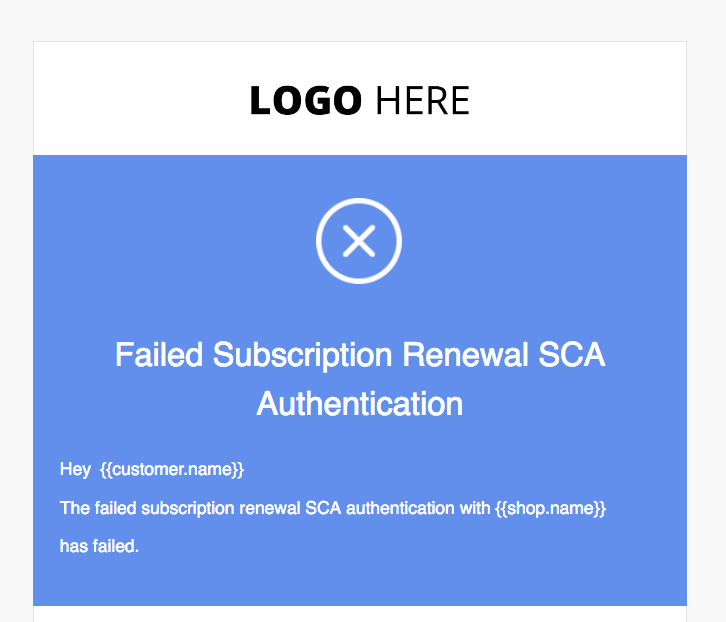 LOGO HERE
Failed Subscription Renewal SCA
Authentication
Hey  {{customer.name}}
The failed subscription renewal SCA authentication with {{shop.name}}
has failed.